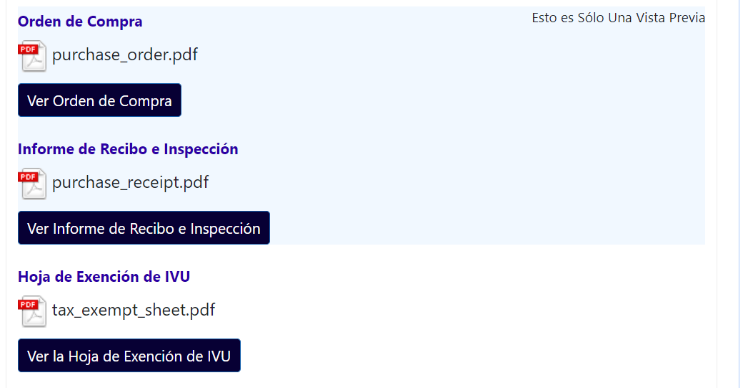 Orden de Compra
Esto es Sólo Una Vista Previa
PDF
purchase_order.pdf
Ver Orden de Compra
Informe de Recibo e Inspección
PDF
purchase_receipt.pdf
Ver Informe de Recibo e Inspección
Hoja de Exención de IVU
PDF
tax_exempt_sheet.pdf
Ver la Hoja de Exención de IVU